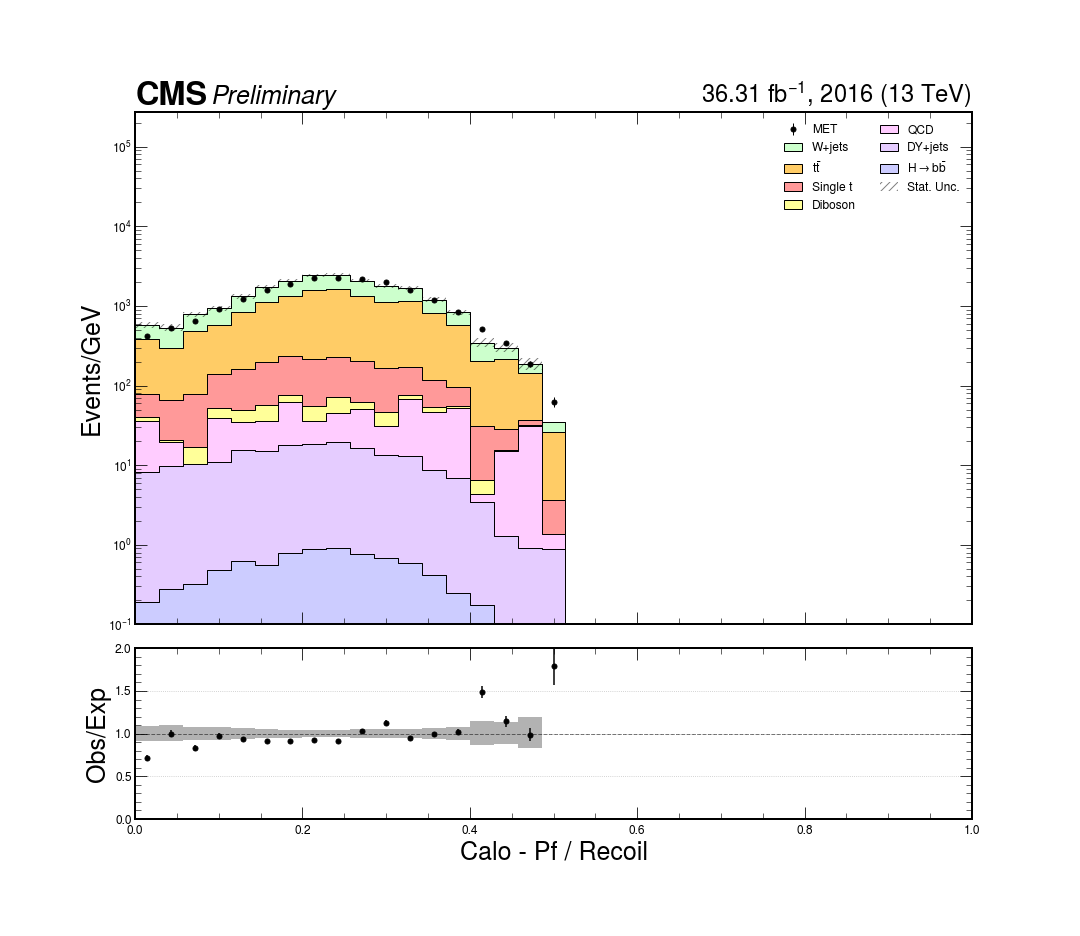 CMS Preliminary
36.31 fb⁻¹, 2016 (13 TeV)
MET
W+jets
tt̄
Single t
Diboson
QCD
DY+jets
H→bb̄
Stat. Unc.
Events/GeV
10⁵
10⁴
10³
10²
10¹
10⁰
10⁻¹
Obs/Exp
2.0
1.5
1.0
0.5
0.0
0.0 0.2 0.4 0.6 0.8 1.0
Calo - Pf / Recoil